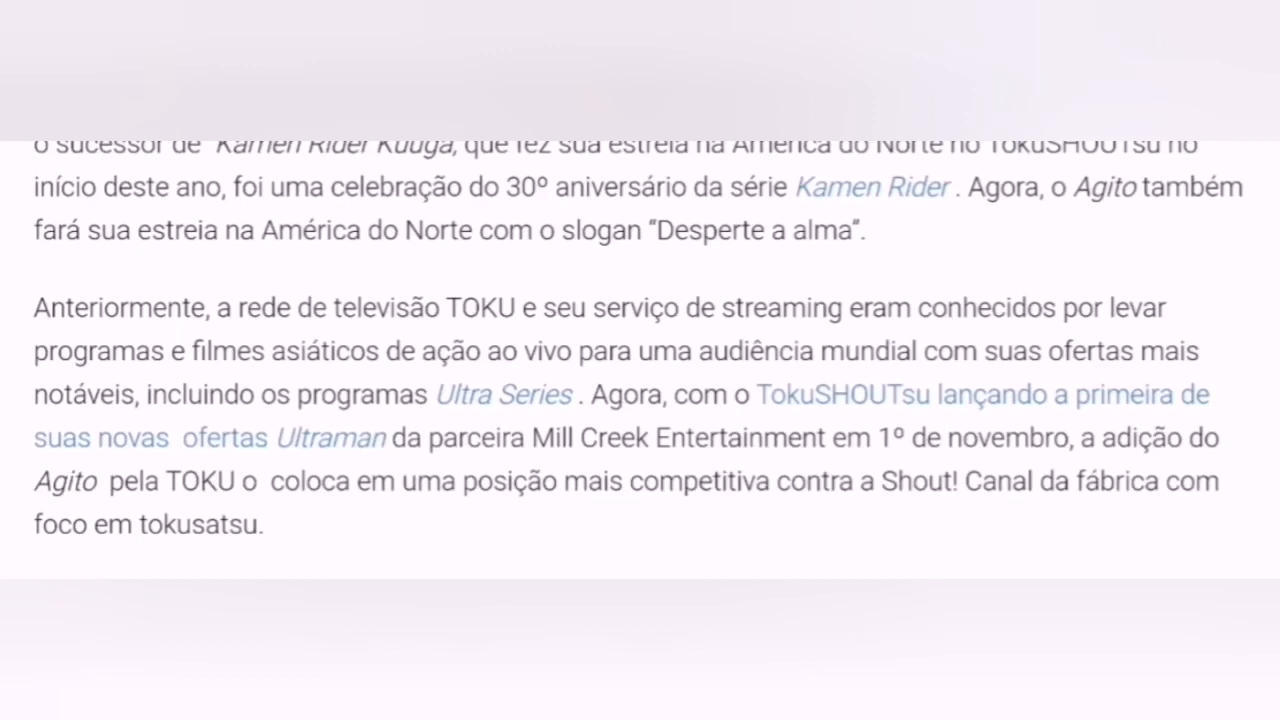 o sucessor de Kamen Rider Kuuga, que fez sua estreia na América do Norte no TokuSHOUTsu no
início deste ano, foi uma celebração do 30º aniversário da série Kamen Rider . Agora, o Agito também
fará sua estreia na América do Norte com o slogan “Desperte a alma”.
Anteriormente, a rede de televisão TOKU e seu serviço de streaming eram conhecidos por levar
programas e filmes asiáticos de ação ao vivo para uma audiência mundial com suas ofertas mais
notáveis, incluindo os programas Ultra Series . Agora, com o TokuSHOUTsu lançando a primeira de
suas novas ofertas Ultraman da parceira Mill Creek Entertainment em 1º de novembro, a adição do
Agito pela TOKU o coloca em uma posição mais competitiva contra a Shout! Canal da fábrica com
foco em tokusatsu.